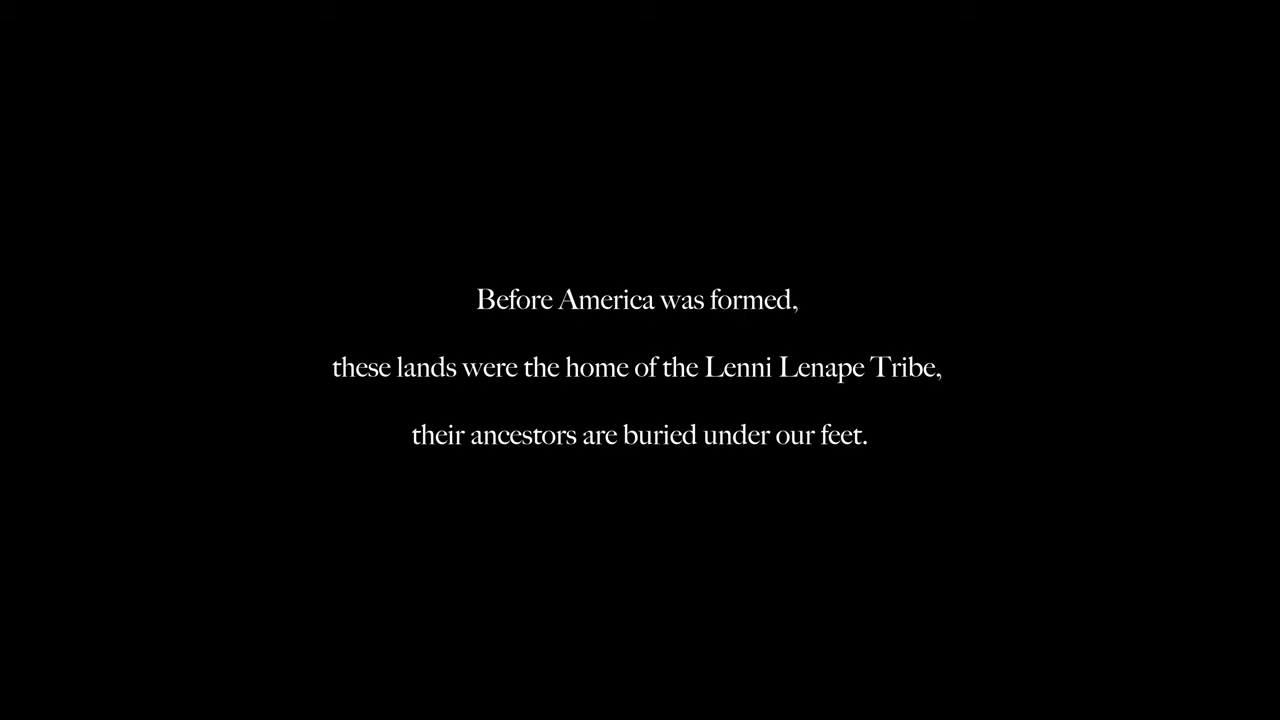 Before America was formed,
these lands were the home of the Lenni Lenape Tribe,
their ancestors are buried under our feet.